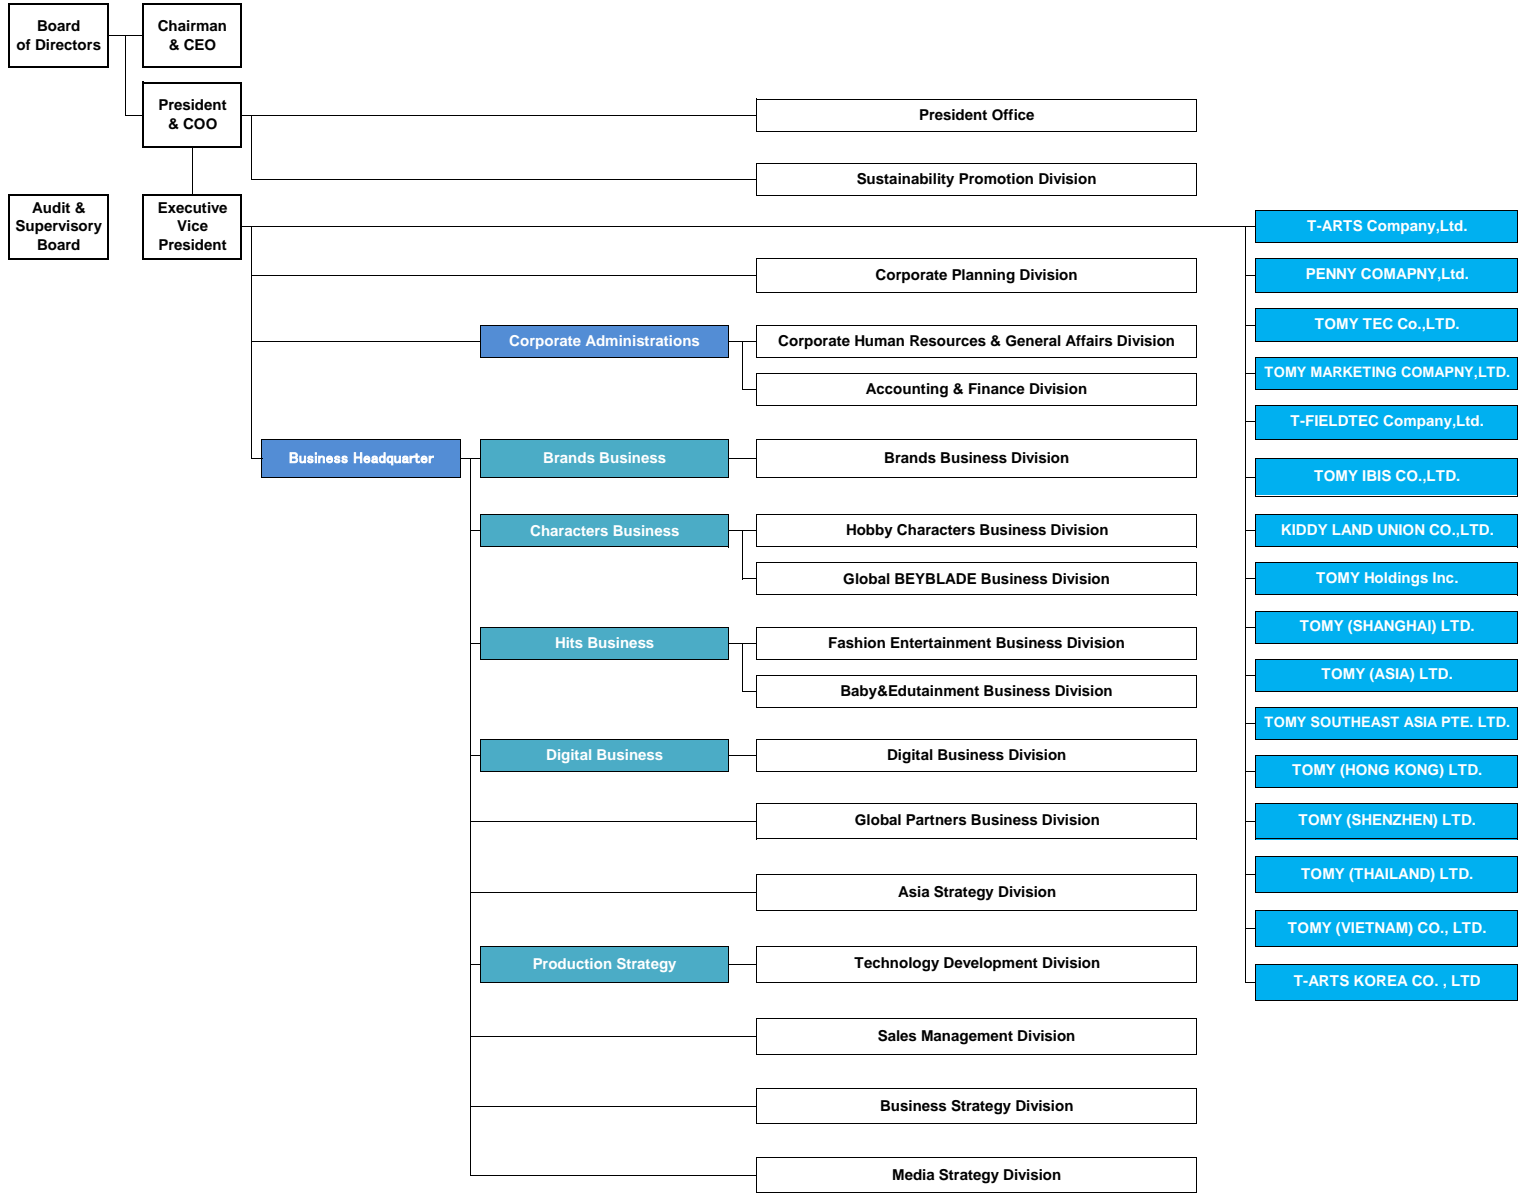 Board
of Directors
Chairman
& CEO
President
& COO
President Office
Sustainability Promotion Division
Audit &
Supervisory
Board
Executive
Vice
President
T-ARTS Company,Ltd.
Corporate Planning Division
PENNY COMAPNY,Ltd.
TOMY TEC Co.,LTD.
Corporate Administrations
Corporate Human Resources & General Affairs Division
TOMY MARKETING COMAPNY,LTD.
Accounting & Finance Division
T-FIELDTEC Company,Ltd.
Business Headquarter
Brands Business
Brands Business Division
TOMY IBIS CO.,LTD.
Characters Business
Hobby Characters Business Division
KIDDY LAND UNION CO.,LTD.
Global BEYBLADE Business Division
TOMY Holdings Inc.
TOMY (SHANGHAI) LTD.
Hits Business
Fashion Entertainment Business Division
TOMY (ASIA) LTD.
Baby&Edutainment Business Division
TOMY SOUTHEAST ASIA PTE. LTD.
Digital Business
Digital Business Division
TOMY (HONG KONG) LTD.
Global Partners Business Division
TOMY (SHENZHEN) LTD.
TOMY (THAILAND) LTD.
Asia Strategy Division
TOMY (VIETNAM) CO., LTD.
Production Strategy
Technology Development Division
T-ARTS KOREA CO. , LTD
Sales Management Division
Business Strategy Division
Media Strategy Division